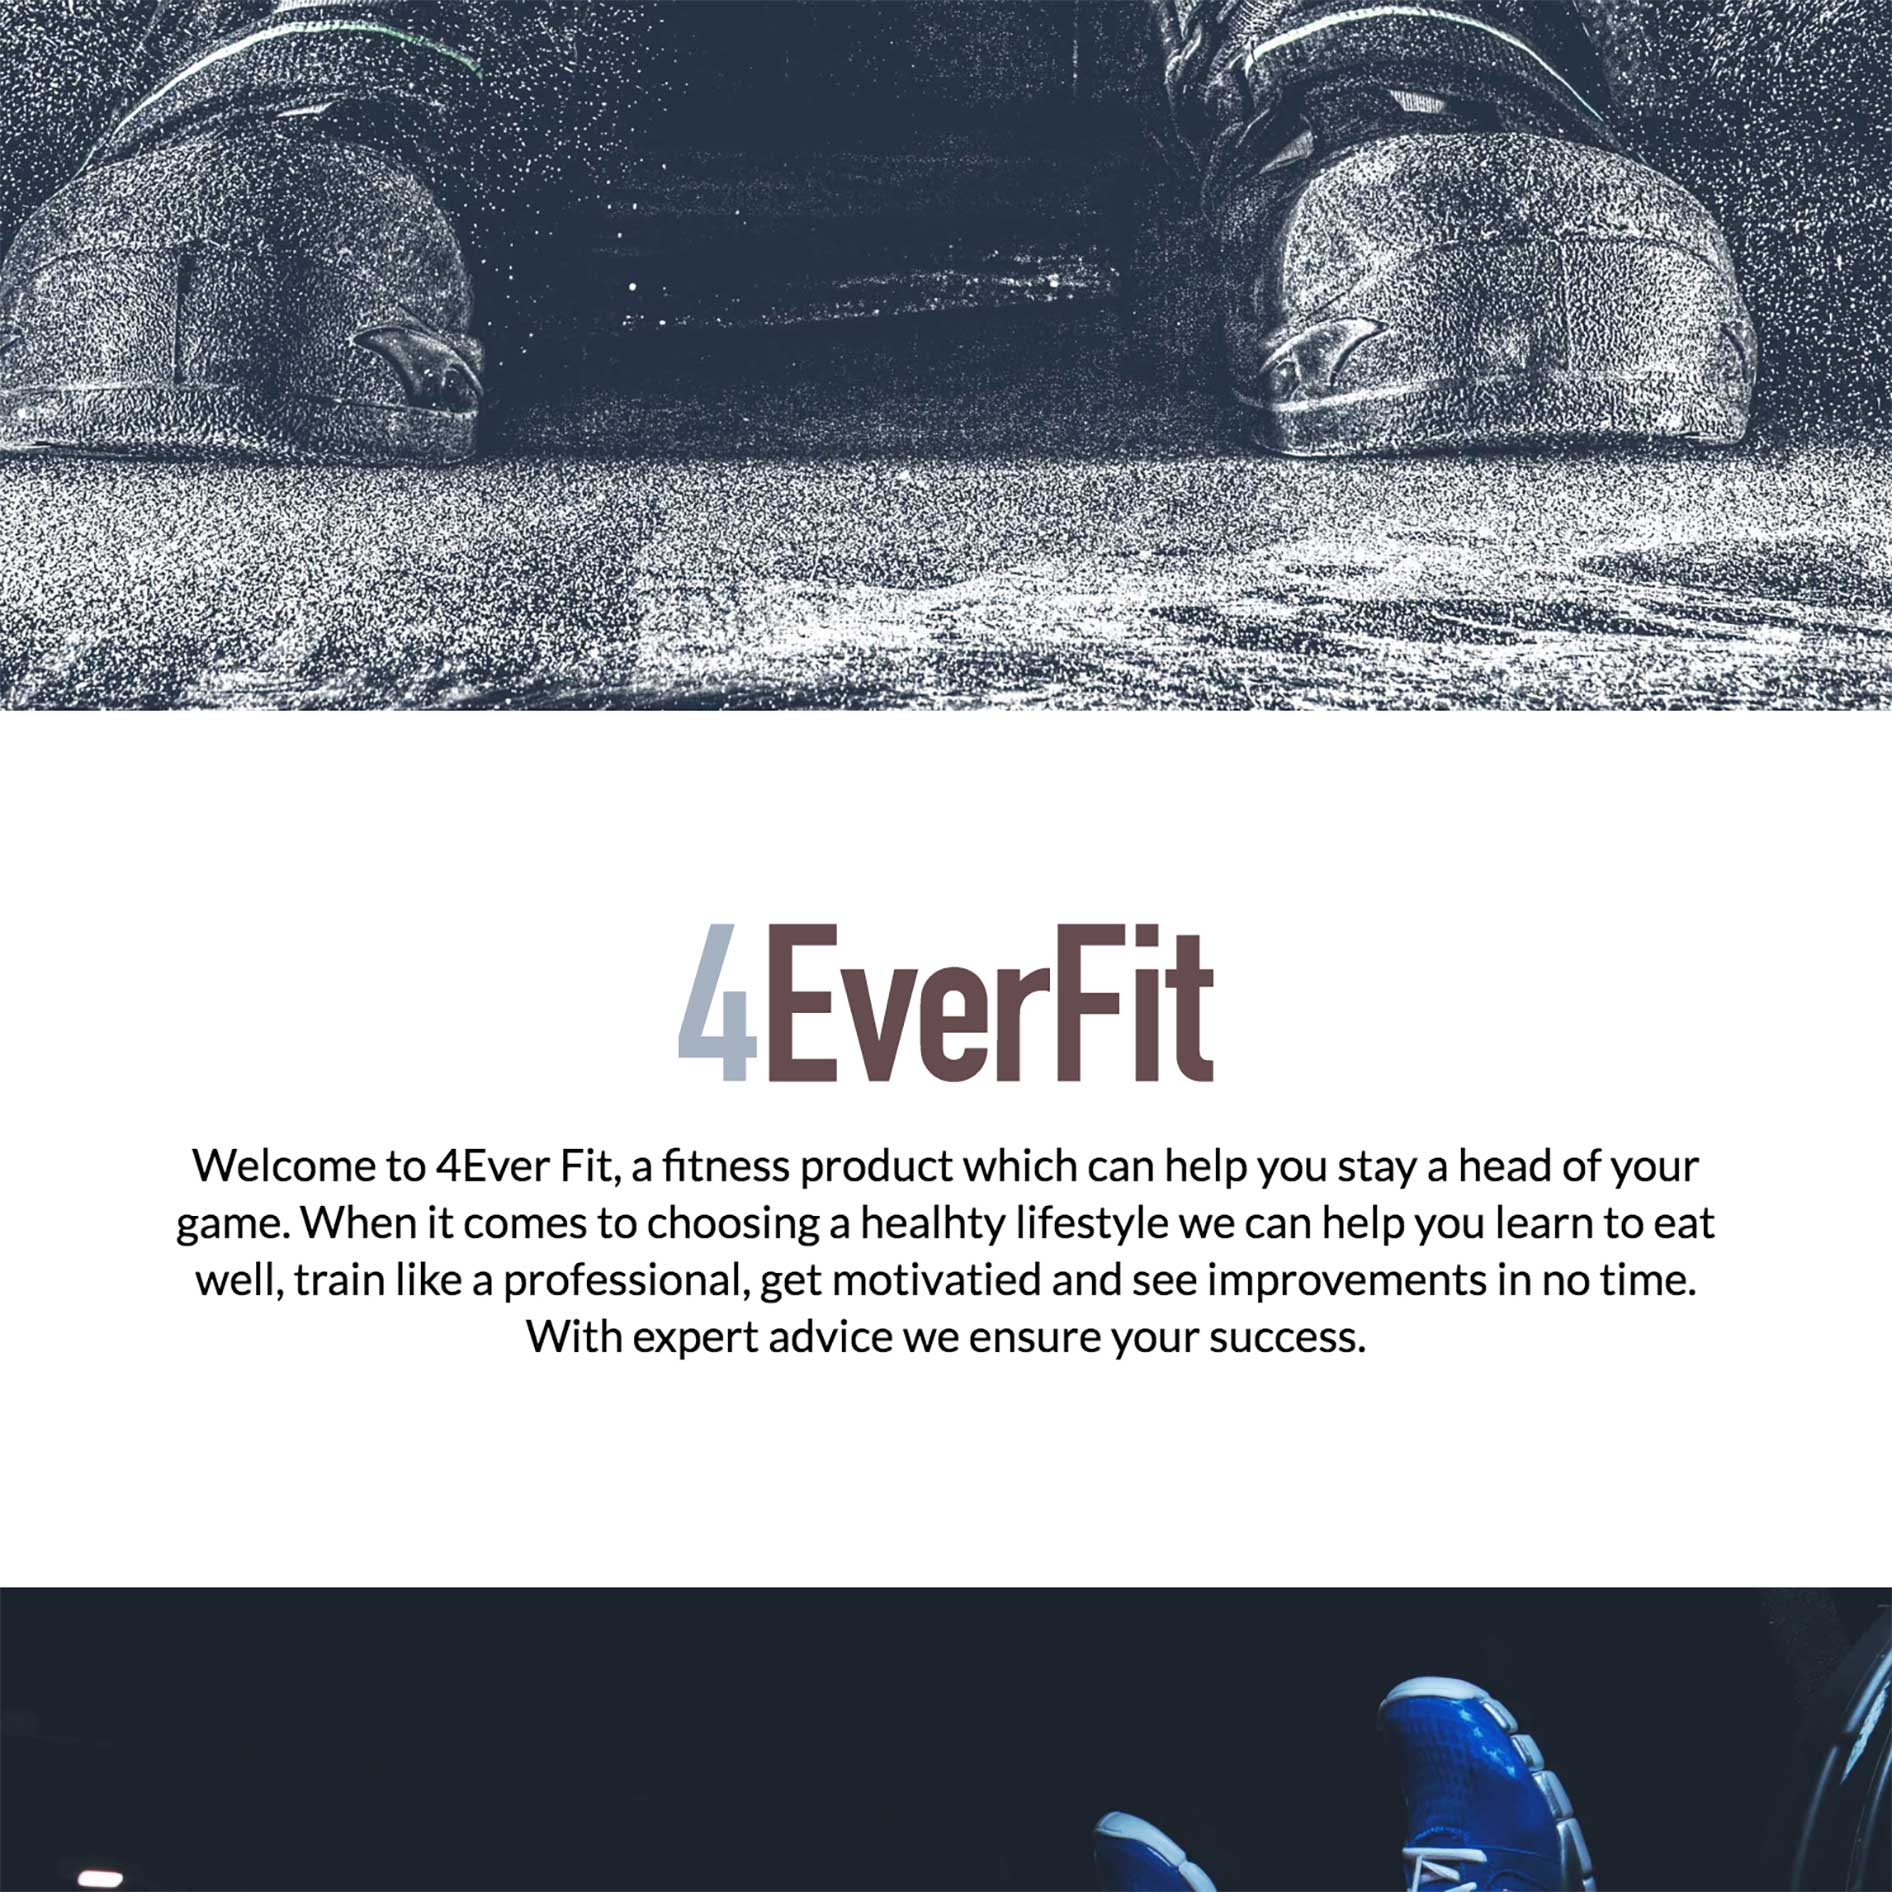 4EverFit
Welcome to 4Ever Fit, a fitness product which can help you stay a head of your
game. When it comes to choosing a healhty lifestyle we can help you learn to eat
well, train like a professional, get motivatied and see improvements in no time.
With expert advice we ensure your success.